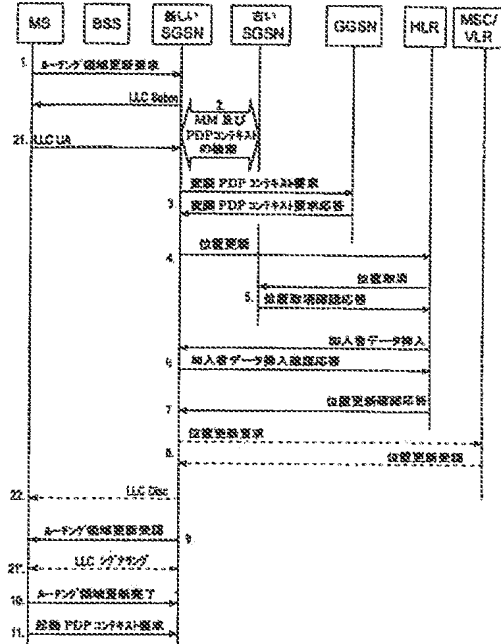 MS
BSS
新しい
SGSN
古い
SGSN
GGSN
HLR
MSC/
VLR
1. ルーチング領域更新要求
LLC Sabm
2.
MM 及び
PDPコンテキスト
の検索
21. LLC UA
変更 PDP コンテキスト要求
3.
変更 PDP コンテキスト要求応答
4. 位置更新
位置取消
5. 位置取消確認応答
加入者データ挿入
6. 加入者データ挿入確認応答
7. 位置更新確認応答
位置更新要求
8. 位置更新受諾
22. LLC Disc
ルーチング領域更新受諾
9.
21' LLC シグナリング
10. ルーチング領域更新完了
11. 起動 PDP コンテキスト要求